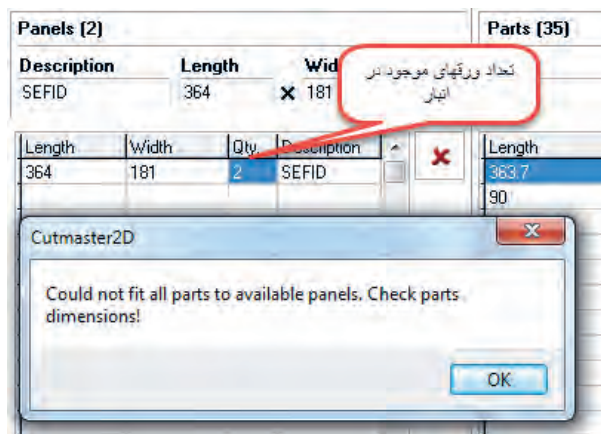 Panels (2)
Parts (35)
Description Length Wid
SEFID 364 × 181
تعداد ورقهای موجود در
انبار
Length Width Qty Description
364 181 2 SEFID
Length
363.7
90
Cutmaster2D
Could not fit all parts to available panels. Check parts
dimensions!
OK